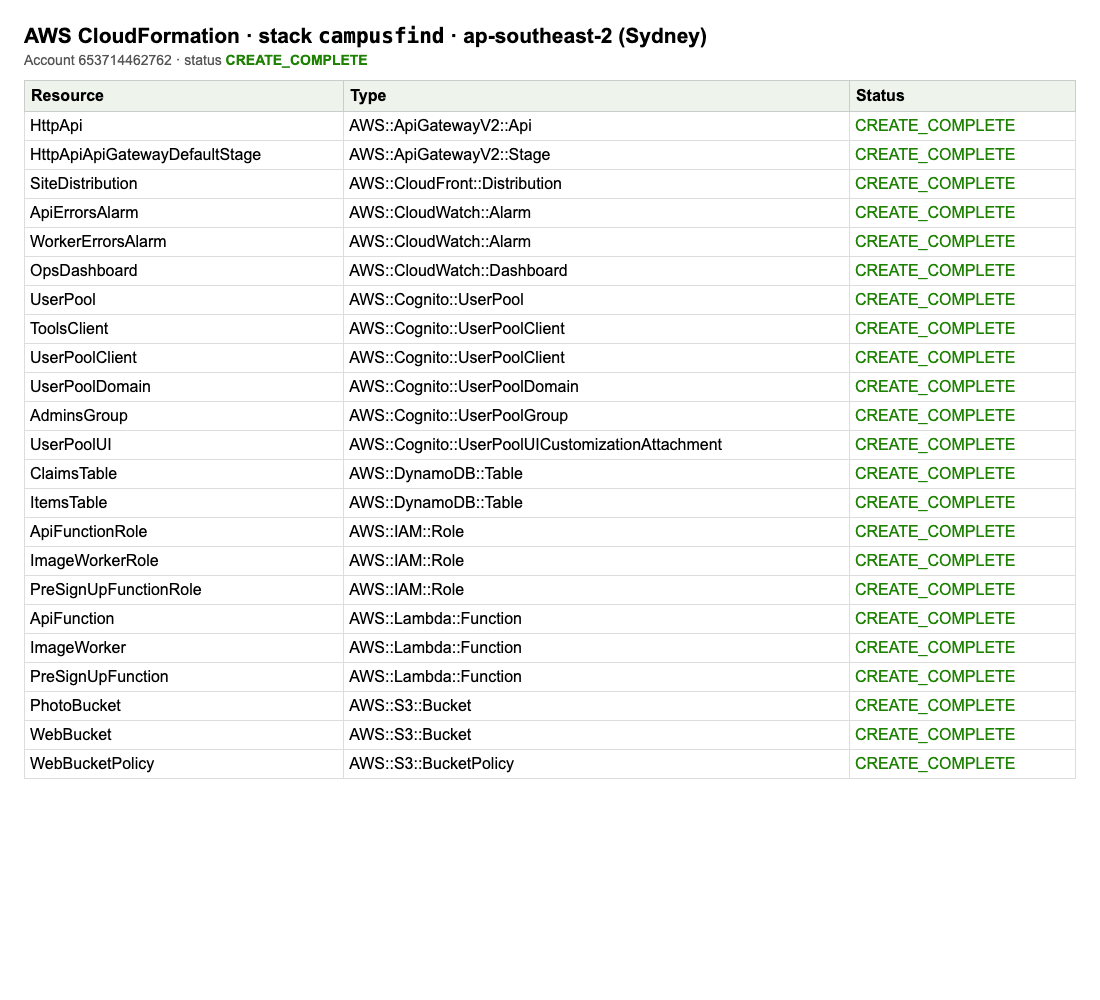 AWS CloudFormation · stack campusfind · ap-southeast-2 (Sydney)
Account 653714462762 · status CREATE_COMPLETE
Resource Type Status
HttpApi AWS::ApiGatewayV2::Api CREATE_COMPLETE
HttpApiApiGatewayDefaultStage AWS::ApiGatewayV2::Stage CREATE_COMPLETE
SiteDistribution AWS::CloudFront::Distribution CREATE_COMPLETE
ApiErrorsAlarm AWS::CloudWatch::Alarm CREATE_COMPLETE
WorkerErrorsAlarm AWS::CloudWatch::Alarm CREATE_COMPLETE
OpsDashboard AWS::CloudWatch::Dashboard CREATE_COMPLETE
UserPool AWS::Cognito::UserPool CREATE_COMPLETE
ToolsClient AWS::Cognito::UserPoolClient CREATE_COMPLETE
UserPoolClient AWS::Cognito::UserPoolClient CREATE_COMPLETE
UserPoolDomain AWS::Cognito::UserPoolDomain CREATE_COMPLETE
AdminsGroup AWS::Cognito::UserPoolGroup CREATE_COMPLETE
UserPoolUI AWS::Cognito::UserPoolUICustomizationAttachment CREATE_COMPLETE
ClaimsTable AWS::DynamoDB::Table CREATE_COMPLETE
ItemsTable AWS::DynamoDB::Table CREATE_COMPLETE
ApiFunctionRole AWS::IAM::Role CREATE_COMPLETE
ImageWorkerRole AWS::IAM::Role CREATE_COMPLETE
PreSignUpFunctionRole AWS::IAM::Role CREATE_COMPLETE
ApiFunction AWS::Lambda::Function CREATE_COMPLETE
ImageWorker AWS::Lambda::Function CREATE_COMPLETE
PreSignUpFunction AWS::Lambda::Function CREATE_COMPLETE
PhotoBucket AWS::S3::Bucket CREATE_COMPLETE
WebBucket AWS::S3::Bucket CREATE_COMPLETE
WebBucketPolicy AWS::S3::BucketPolicy CREATE_COMPLETE